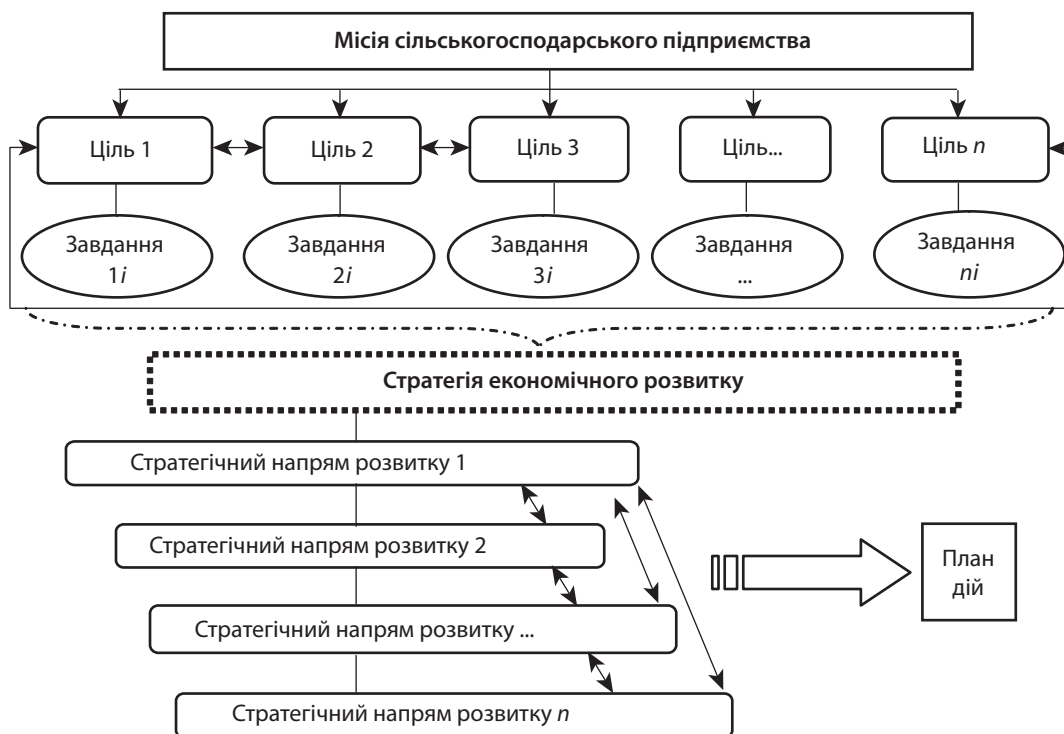 Місія сільськогосподарського підприємства
Ціль 1
Ціль 2
Ціль 3
Ціль...
Ціль n
Завдання
1i
Завдання
2i
Завдання
3i
Завдання
...
Завдання
ni
Стратегія економічного розвитку
Стратегічний напрям розвитку 1
Стратегічний напрям розвитку 2
Стратегічний напрям розвитку ...
Стратегічний напрям розвитку n
План
дій